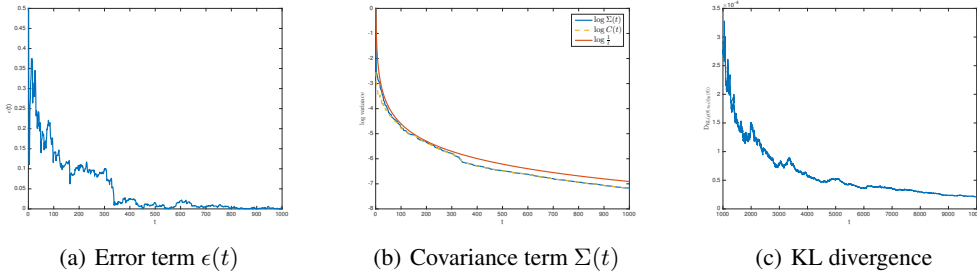 0.5
0.45
0.4
0.35
0.3
0.25
0.2
0.15
0.1
0.05
0
ϵ(t)
0 100 200 300 400 500 600 700 800 900 1000
t
(a) Error term ϵ(t)
0
-1
-2
-3
-4
-5
-6
-7
-8
log variance
log Σ(t)
log C(t)
log 1/t
0 100 200 300 400 500 600 700 800 900 1000
t
(b) Covariance term Σ(t)
3.5
3
2.5
2
1.5
1
0.5
0
1000 2000 3000 4000 5000 6000 7000 8000 9000 10000
t
(c) KL divergence